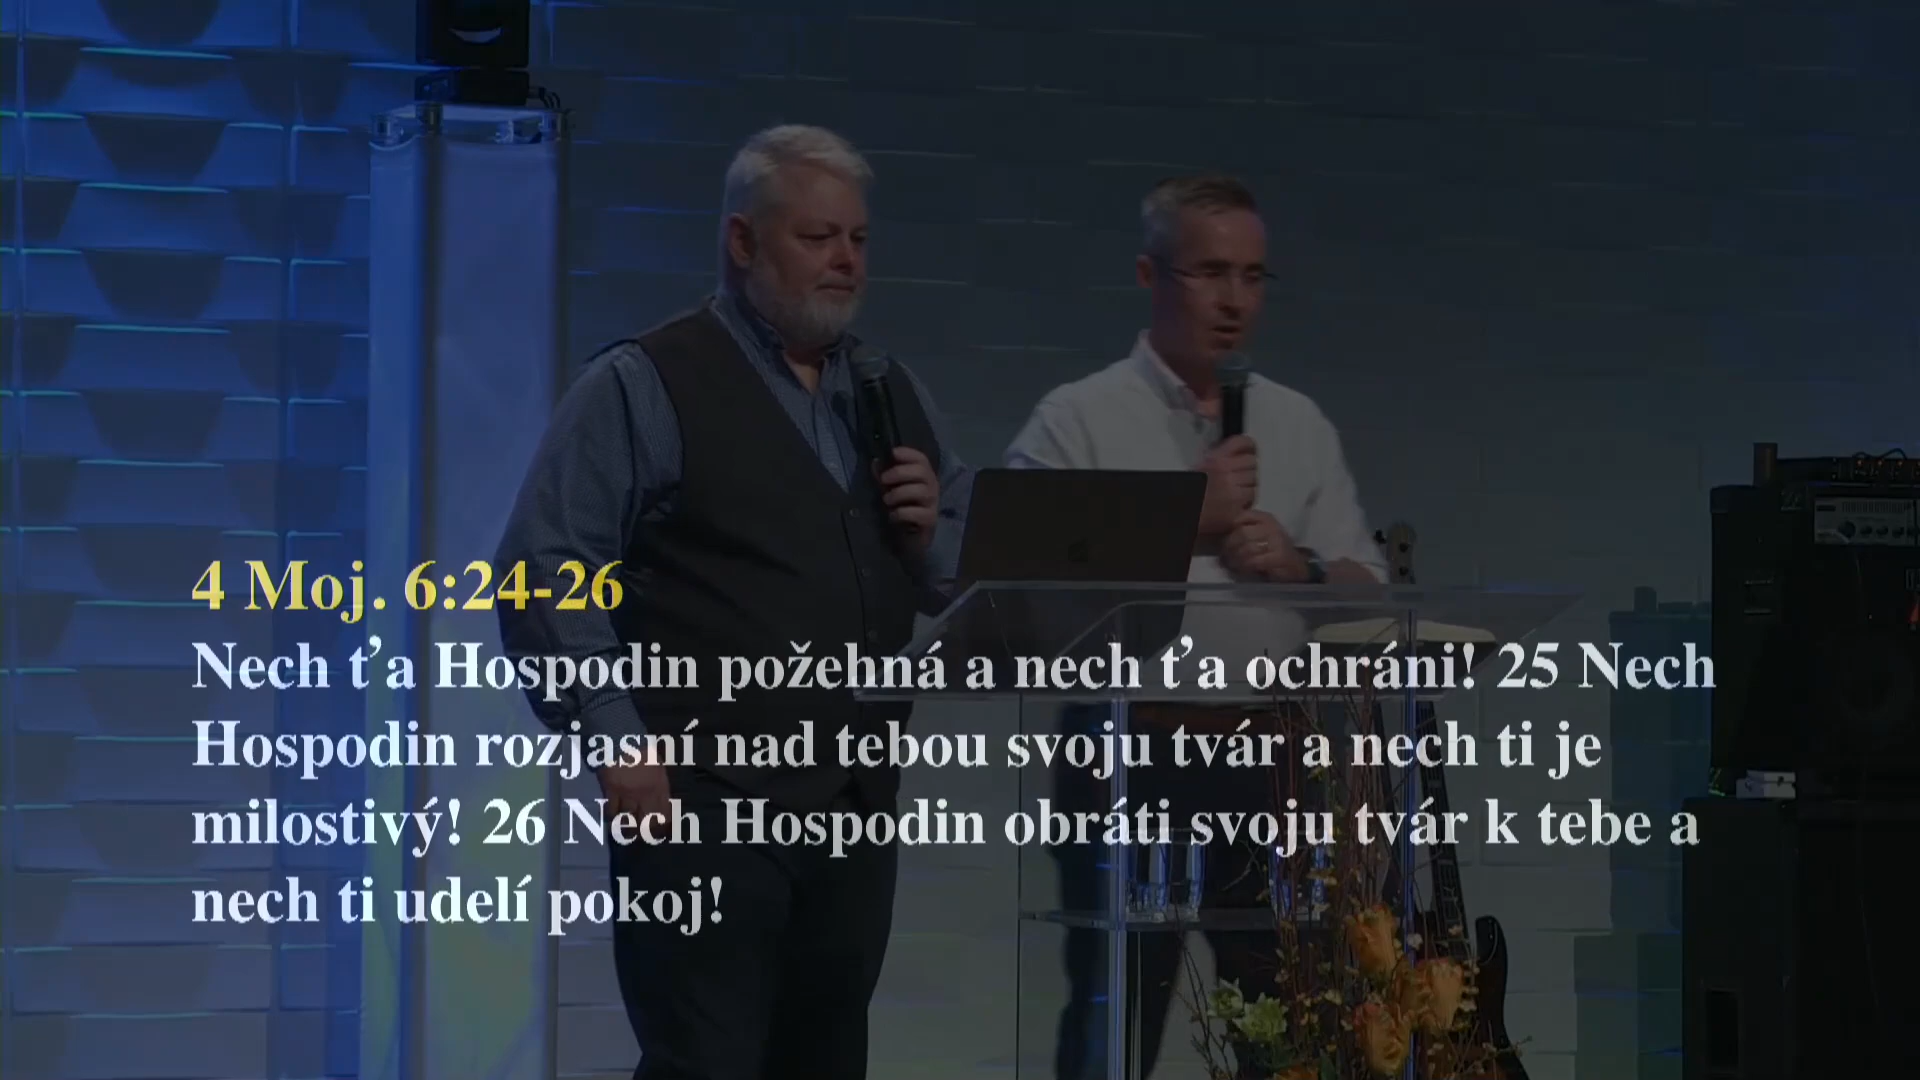 4 Moj. 6:24-26
Nech ťa Hospodin požehná a nech ťa ochráni! 25 Nech
Hospodin rozjasní nad tebou svoju tvár a nech ti je
milostivý! 26 Nech Hospodin obráti svoju tvár k tebe a
nech ti udelí pokoj!